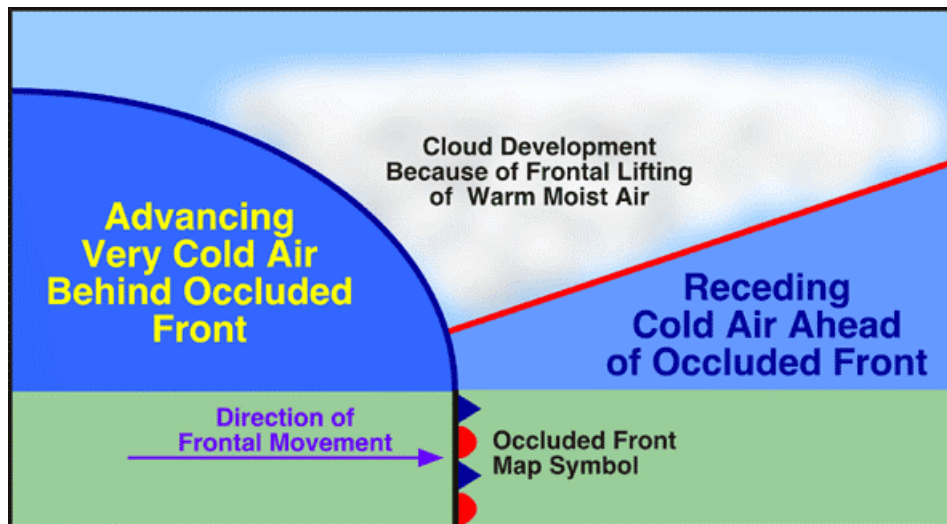 Cloud Development
Because of Frontal Lifting
of Warm Moist Air
Advancing
Very Cold Air
Behind Occluded
Front
Receding
Cold Air Ahead
of Occluded Front
Direction of
Frontal Movement
Occluded Front
Map Symbol